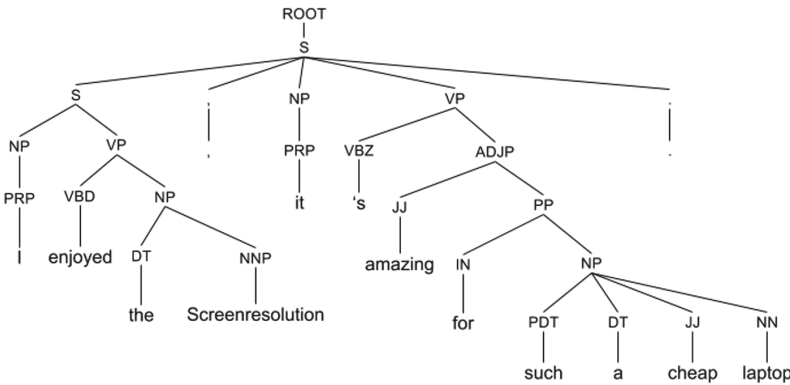 ROOT
S
S , NP VP .
NP VP , PRP VBZ ADJP .
PRP VBD NP it 's JJ PP
I enjoyed DT NNP amazing IN NP
the Screenresolution for PDT DT JJ NN
such a cheap laptop